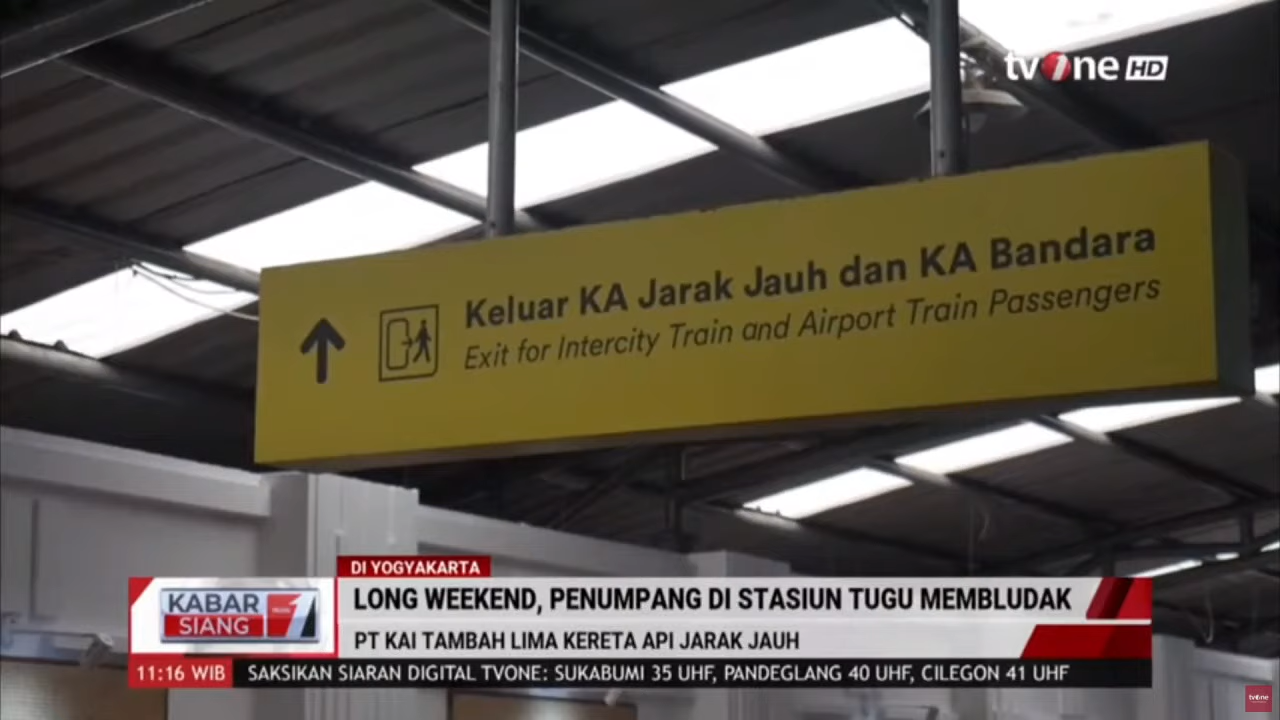 tvOne HD
Keluar KA Jarak Jauh dan KA Bandara
Exit for Intercity Train and Airport Train Passengers
DI YOGYAKARTA
KABAR
SIANG
LONG WEEKEND, PENUMPANG DI STASIUN TUGU MEMBLUDAK
PT KAI TAMBAH LIMA KERETA API JARAK JAUH
11:16 WIB
SAKSIKAN SIARAN DIGITAL TVONE: SUKABUMI 35 UHF, PANDEGLANG 40 UHF, CILEGON 41 UHF
tvOne